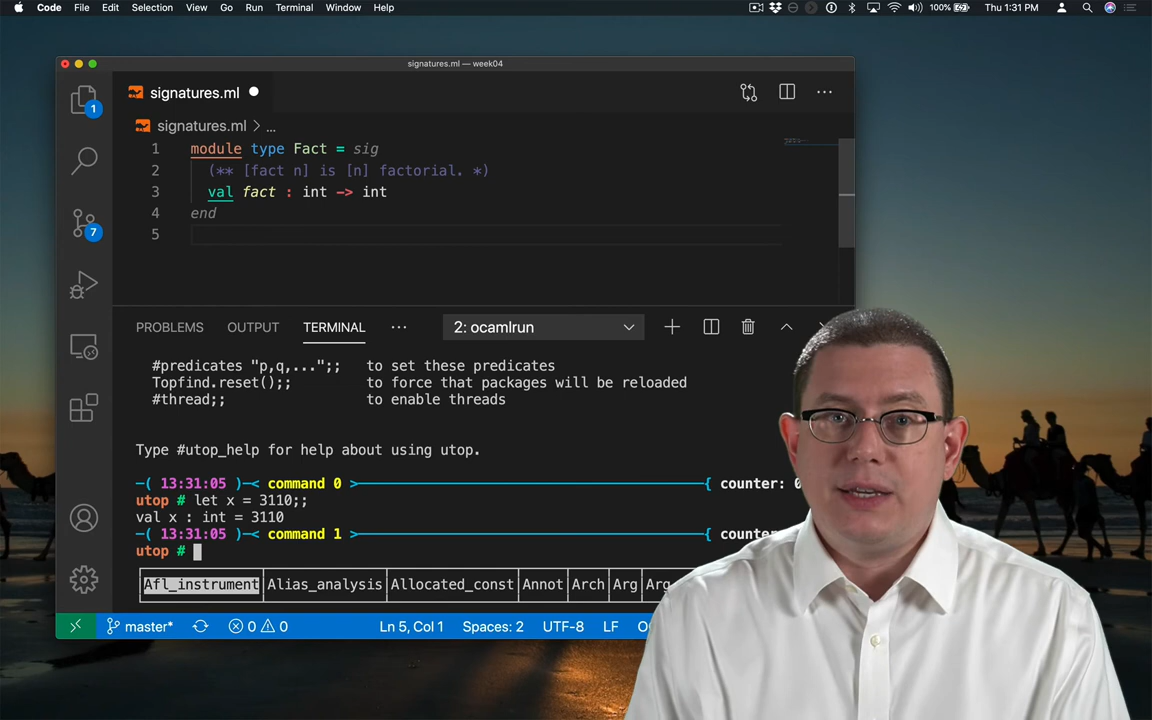 Code File Edit Selection View Go Run Terminal Window Help 100% Thu 1:31 PM
signatures.ml — week04
signatures.ml
signatures.ml > ...
1 module type Fact = sig
2 (** [fact n] is [n] factorial. *)
3 val fact : int -> int
4 end
5
1
7
PROBLEMS OUTPUT TERMINAL ... 2: ocamlrun
#predicates "p,q,...";; to set these predicates
Topfind.reset();; to force that packages will be reloaded
#thread;; to enable threads
Type #utop_help for help about using utop.
-( 13:31:05 )-< command 0 >-{ counter: 0
utop # let x = 3110;;
val x : int = 3110
-( 13:31:05 )-< command 1 >-{ counter:
utop #
Afl_instrument Alias_analysis Allocated_const Annot Arch Arg
master* 0 0 Ln 5, Col 1 Spaces: 2 UTF-8 LF